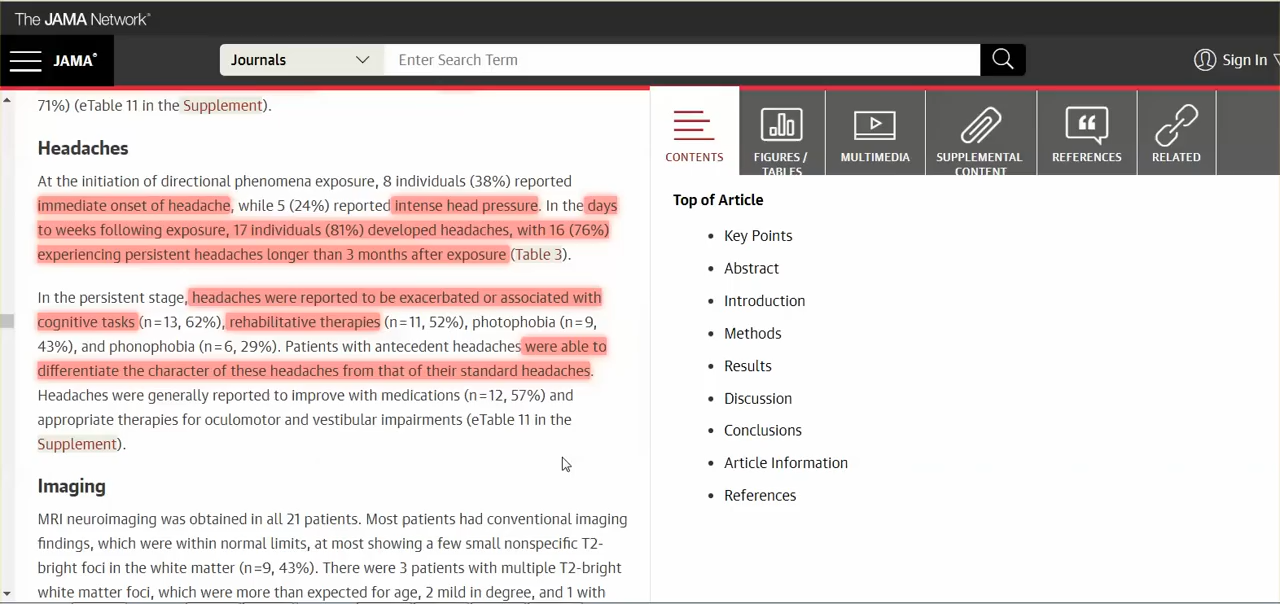 The JAMA Network®
JAMA®
Journals
Enter Search Term
Sign In
71%) (eTable 11 in the Supplement).
Headaches
At the initiation of directional phenomena exposure, 8 individuals (38%) reported
immediate onset of headache, while 5 (24%) reported intense head pressure. In the days
to weeks following exposure, 17 individuals (81%) developed headaches, with 16 (76%)
experiencing persistent headaches longer than 3 months after exposure (Table 3).
In the persistent stage, headaches were reported to be exacerbated or associated with
cognitive tasks (n=13, 62%), rehabilitative therapies (n=11, 52%), photophobia (n=9,
43%), and phonophobia (n=6, 29%). Patients with antecedent headaches were able to
differentiate the character of these headaches from that of their standard headaches.
Headaches were generally reported to improve with medications (n=12, 57%) and
appropriate therapies for oculomotor and vestibular impairments (eTable 11 in the
Supplement).
Imaging
MRI neuroimaging was obtained in all 21 patients. Most patients had conventional imaging
findings, which were within normal limits, at most showing a few small nonspecific T2-
bright foci in the white matter (n=9, 43%). There were 3 patients with multiple T2-bright
white matter foci, which were more than expected for age, 2 mild in degree, and 1 with
CONTENTS
FIGURES /
TABLES
MULTIMEDIA
SUPPLEMENTAL
CONTENT
REFERENCES
RELATED
Top of Article
• Key Points
• Abstract
• Introduction
• Methods
• Results
• Discussion
• Conclusions
• Article Information
• References